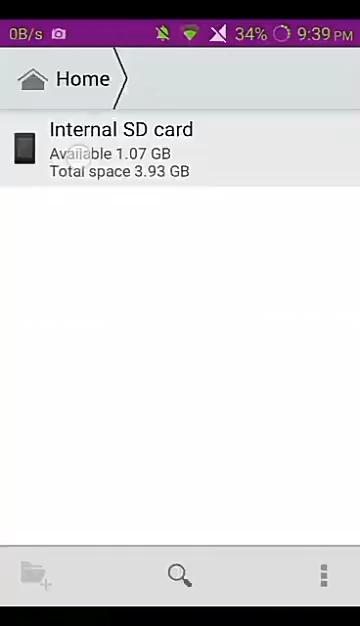 0B/s 34% 9:39 PM
Home
Internal SD card
Available 1.07 GB
Total space 3.93 GB